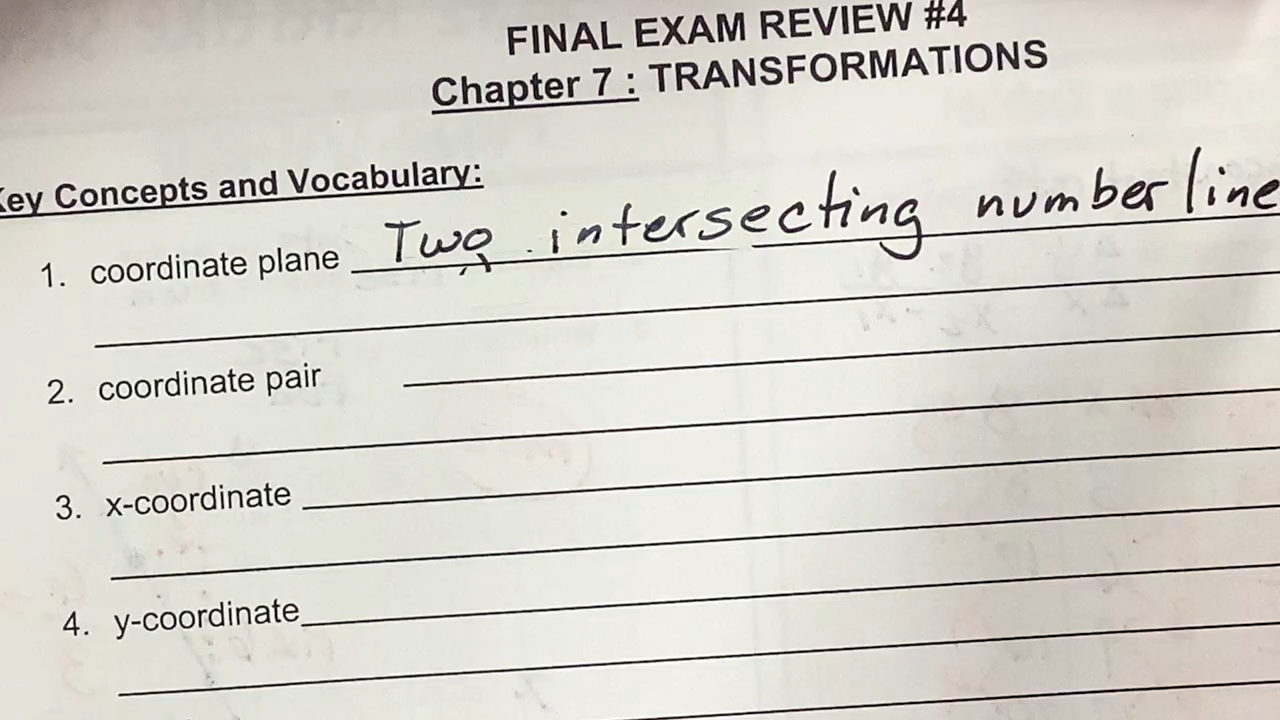 FINAL EXAM REVIEW #4
Chapter 7 : TRANSFORMATIONS
Key Concepts and Vocabulary:
1. coordinate plane Two intersecting number line
2. coordinate pair
3. x-coordinate
4. y-coordinate